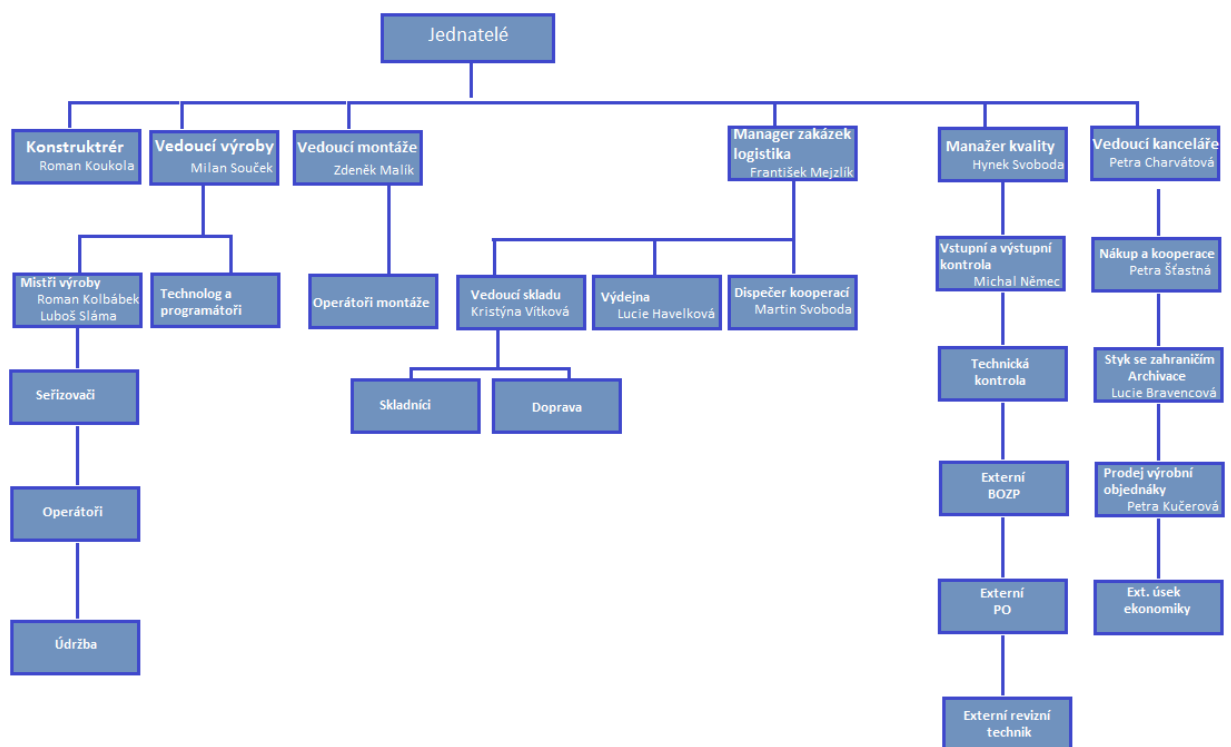 Jednatelé
Konstruktrér
Roman Koukola
Vedoucí výroby
Milan Souček
Vedoucí montáže
Zdeněk Malík
Manager zakázek
logistika
František Mejzlík
Manažer kvality
Hynek Svoboda
Vedoucí kanceláře
Petra Charvátová
Mistři výroby
Roman Kolbábek
Luboš Sláma
Technolog a
programátoři
Operátoři montáže
Vedoucí skladu
Kristýna Vítková
Výdejna
Lucie Havelková
Dispečer kooperací
Martin Svoboda
Vstupní a výstupní
kontrola
Michal Němec
Nákup a kooperace
Petra Šťastná
Seřizovači
Skladníci
Doprava
Technická
kontrola
Styk se zahraničím
Archivace
Lucie Bravencová
Operátoři
Externí
BOZP
Prodej výrobní
objednáky
Petra Kučerová
Údržba
Externí
PO
Ext. úsek
ekonomiky
Externí revizní
technik